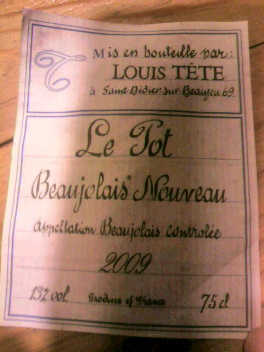 Mis en bouteille par:
LOUIS TÊTE
à Saint-Didier-sur-Beaujeu 69
Le Pot
Beaujolais Nouveau
Appellation Beaujolais contrôlée
2009
13% vol
Produce of France
75 cl